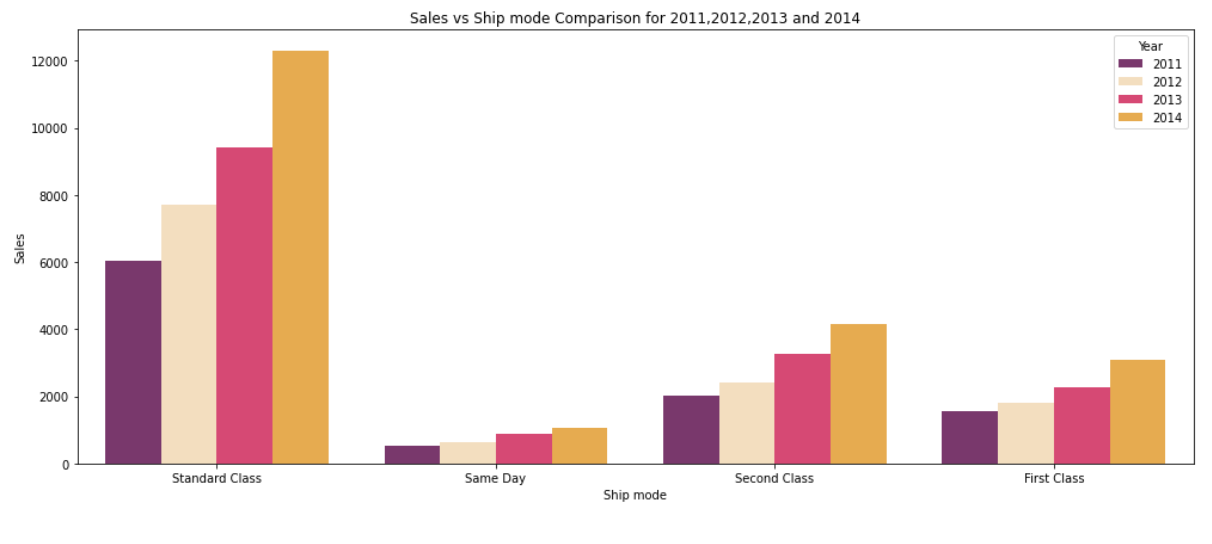 Sales vs Ship mode Comparison for 2011,2012,2013 and 2014
Year
2011
2012
2013
2014
12000
10000
8000
6000
4000
2000
0
Sales
Standard Class
Same Day
Second Class
First Class
Ship mode